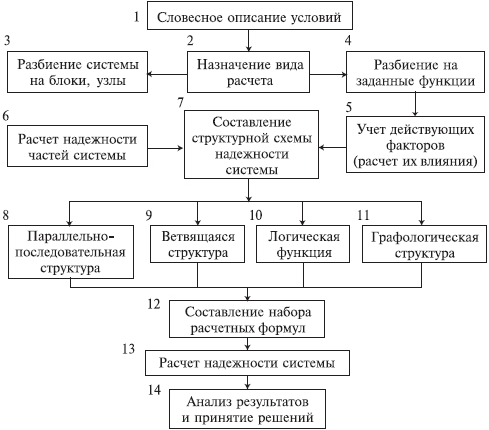 1
Словесное описание условий
3
Разбиение системы
на блоки, узлы
2
Назначение вида
расчета
4
Разбиение на
заданные функции
6
Расчет надежности
частей системы
7
Составление
структурной схемы
надежности
системы
5
Учет действующих
факторов
(расчет их влияния)
8
Параллельно-
последовательная
структура
9
Ветвящаяся
структура
10
Логическая
функция
11
Графологическая
структура
12
Составление набора
расчетных формул
13
Расчет надежности системы
14
Анализ результатов
и принятие решений